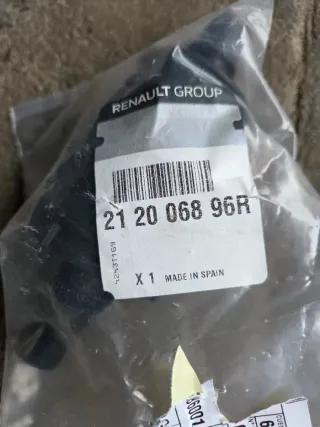 RENAULT GROUP
21 20 068 96R
X 1 MADE IN SPAIN